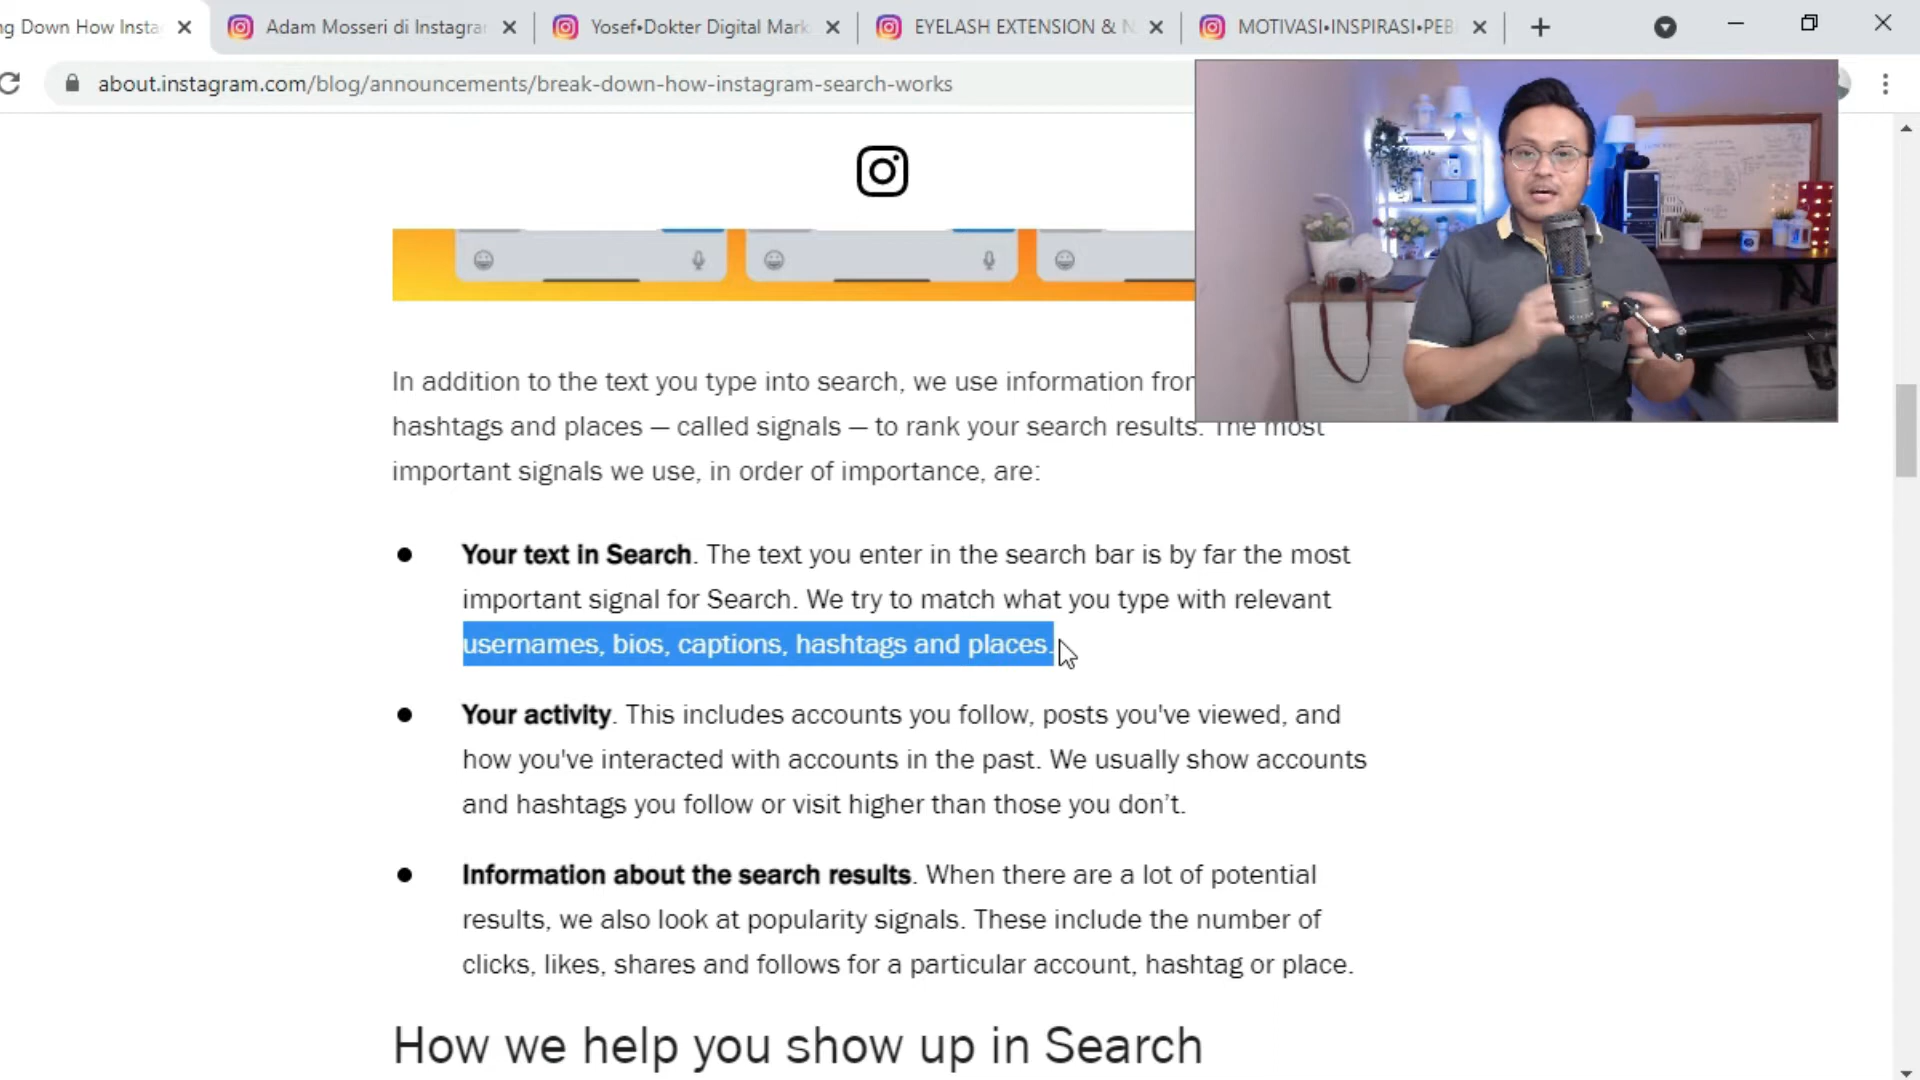 ng Down How Insta
Adam Mosseri di Instagra
Yosef•Dokter Digital Mark
EYELASH EXTENSION & N
MOTIVASI•INSPIRASI•PEB
about.instagram.com/blog/announcements/break-down-how-instagram-search-works
In addition to the text you type into search, we use information from
hashtags and places — called signals — to rank your search results. The most
important signals we use, in order of importance, are:
● Your text in Search. The text you enter in the search bar is by far the most
important signal for Search. We try to match what you type with relevant
usernames, bios, captions, hashtags and places.
● Your activity. This includes accounts you follow, posts you've viewed, and
how you've interacted with accounts in the past. We usually show accounts
and hashtags you follow or visit higher than those you don’t.
● Information about the search results. When there are a lot of potential
results, we also look at popularity signals. These include the number of
clicks, likes, shares and follows for a particular account, hashtag or place.
How we help you show up in Search